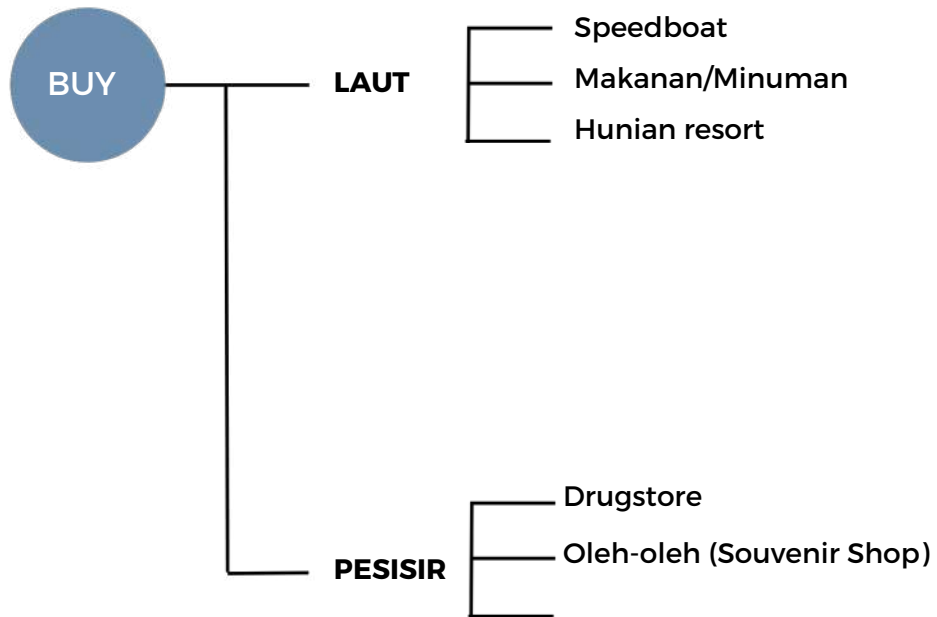 BUY
LAUT
Speedboat
Makanan/Minuman
Hunian resort
PESISIR
Drugstore
Oleh-oleh (Souvenir Shop)